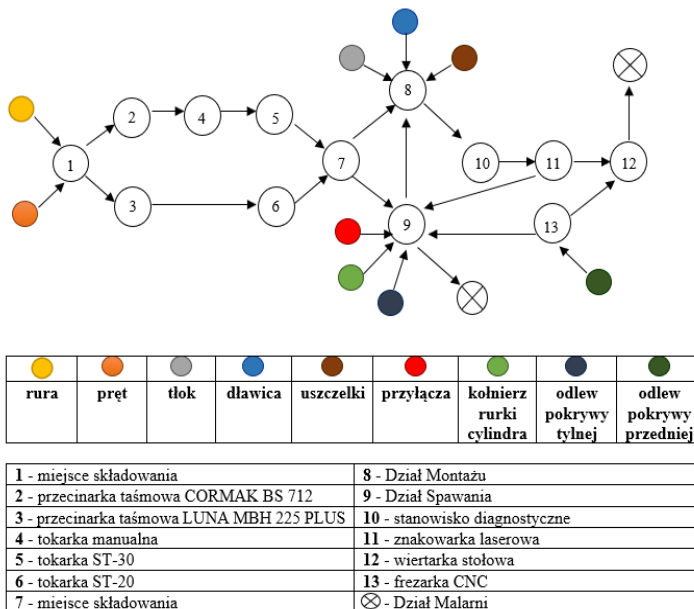 8
2
4
5
1
7
10
11
12
3
6
9
13
rura
pręt
tłok
dławica
uszczelki
przyłącza
kołnierz
rurki
cylindra
odlew
pokrywy
tylnej
odlew
pokrywy
przedniej
1 - miejsce składowania
8 - Dział Montażu
2 - przecinarka taśmowa CORMAK BS 712
9 - Dział Spawania
3 - przecinarka taśmowa LUNA MBH 225 PLUS
10 - stanowisko diagnostyczne
4 - tokarka manualna
11 - znakowarka laserowa
5 - tokarka ST-30
12 - wiertarka stołowa
6 - tokarka ST-20
13 - frezarka CNC
7 - miejsce składowania
- Dział Malarni